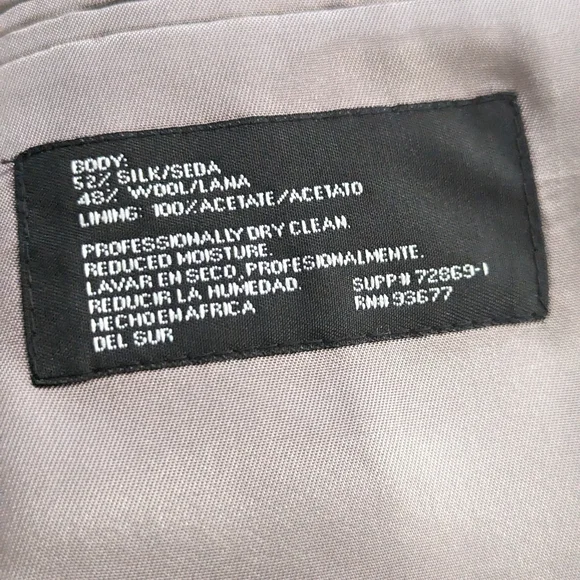 BODY:
52% SILK/SEDA
48% WOOL/LANA
LINING: 100% ACETATE/ACETATO
PROFESSIONALLY DRY CLEAN.
REDUCED MOISTURE.
LAVAR EN SECO, PROFESIONALMENTE.
REDUCIR LA HUMEDAD.
HECHO EN AFRICA
DEL SUR
SUPP# 72869-1
RN# 93677